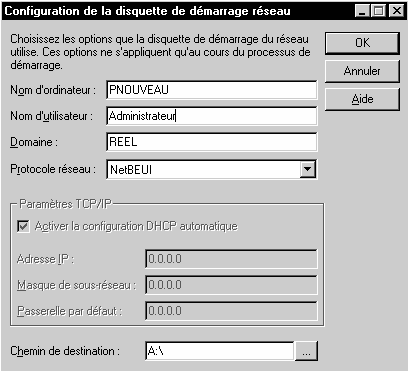 Configuration de la disquette de démarrage réseau
Choisissez les options que la disquette de démarrage du réseau
utilise. Ces options ne s'appliquent qu'au cours du processus de
démarrage.
OK
Annuler
Aide
Nom d'ordinateur : PNOUVEAU
Nom d'utilisateur : Administrateur
Domaine : REEL
Protocole réseau : NetBEUI
Paramètres TCP/IP
Activer la configuration DHCP automatique
Adresse IP : 0.0.0.0
Masque de sous-réseau : 0.0.0.0
Passerelle par défaut : 0.0.0.0
Chemin de destination : A:\ ...